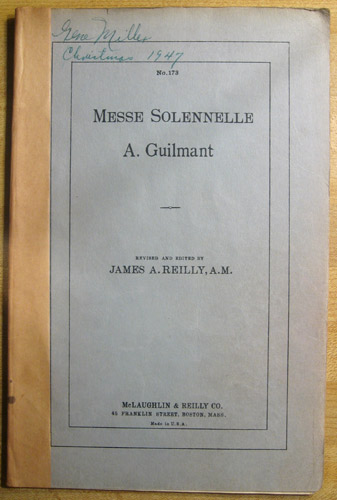 Gene Miller
Christmas 1947
No. 173
MESSE SOLENNELLE
A. Guilmant
REVISED AND EDITED BY
JAMES A. REILLY, A.M.
MCLAUGHLIN & REILLY CO.
45 FRANKLIN STREET, BOSTON, MASS.
Made in U.S.A.